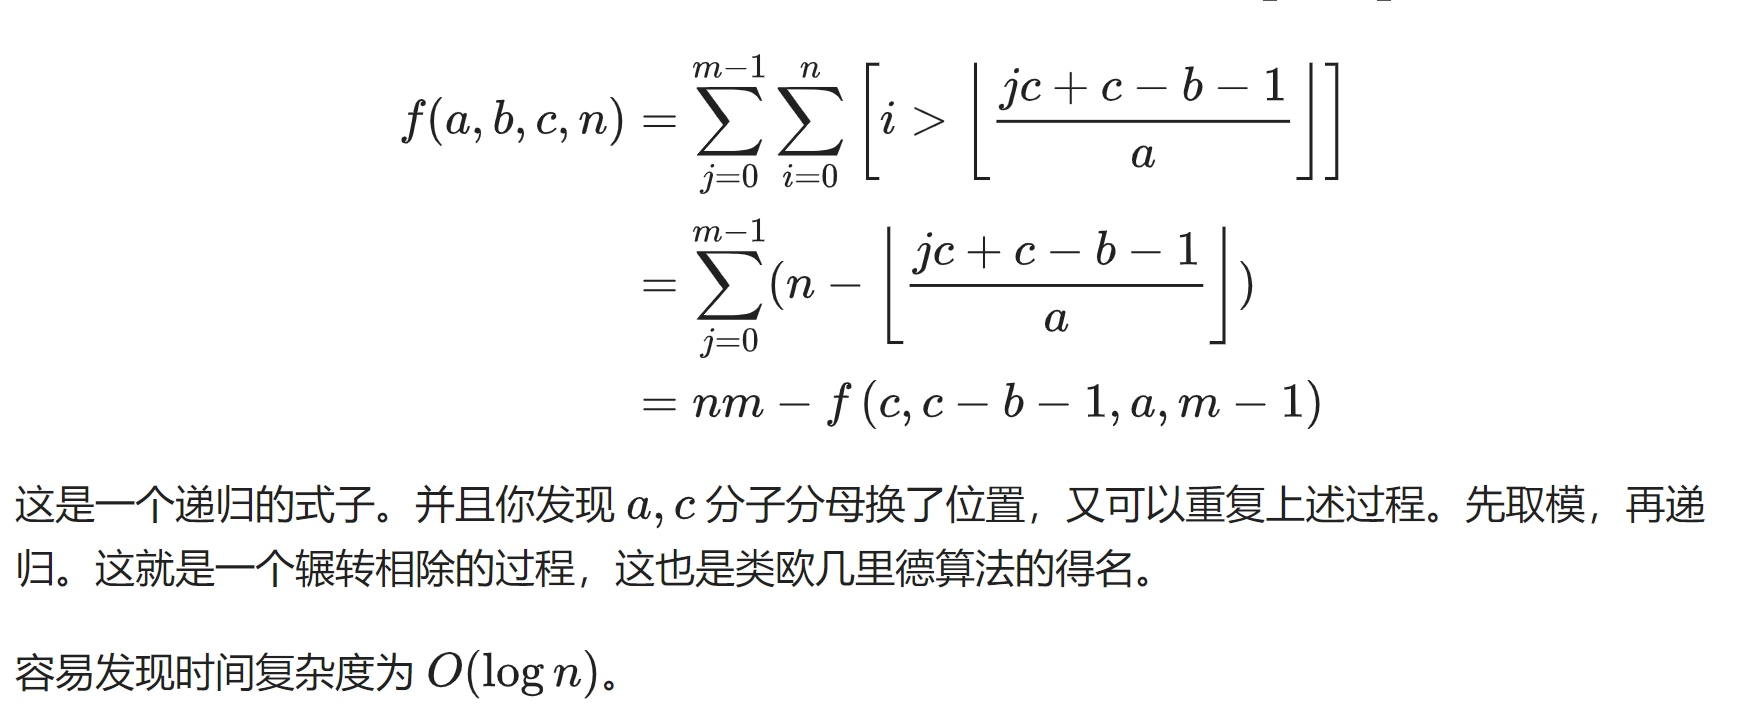 f(a, b, c, n) = \sum_{j=0}^{m-1} \sum_{i=0}^{n} \left[ i > \left\lfloor \frac{jc + c - b - 1}{a} \right\rfloor \right]
= \sum_{j=0}^{m-1} (n - \left\lfloor \frac{jc + c - b - 1}{a} \right\rfloor)
= nm - f(c, c - b - 1, a, m - 1)
这是一个递归的式子。并且你发现 a, c 分子分母换了位置，又可以重复上述过程。先取模，再递
归。这就是一个辗转相除的过程，这也是类欧几里德算法的得名。
容易发现时间复杂度为 O(log n)。